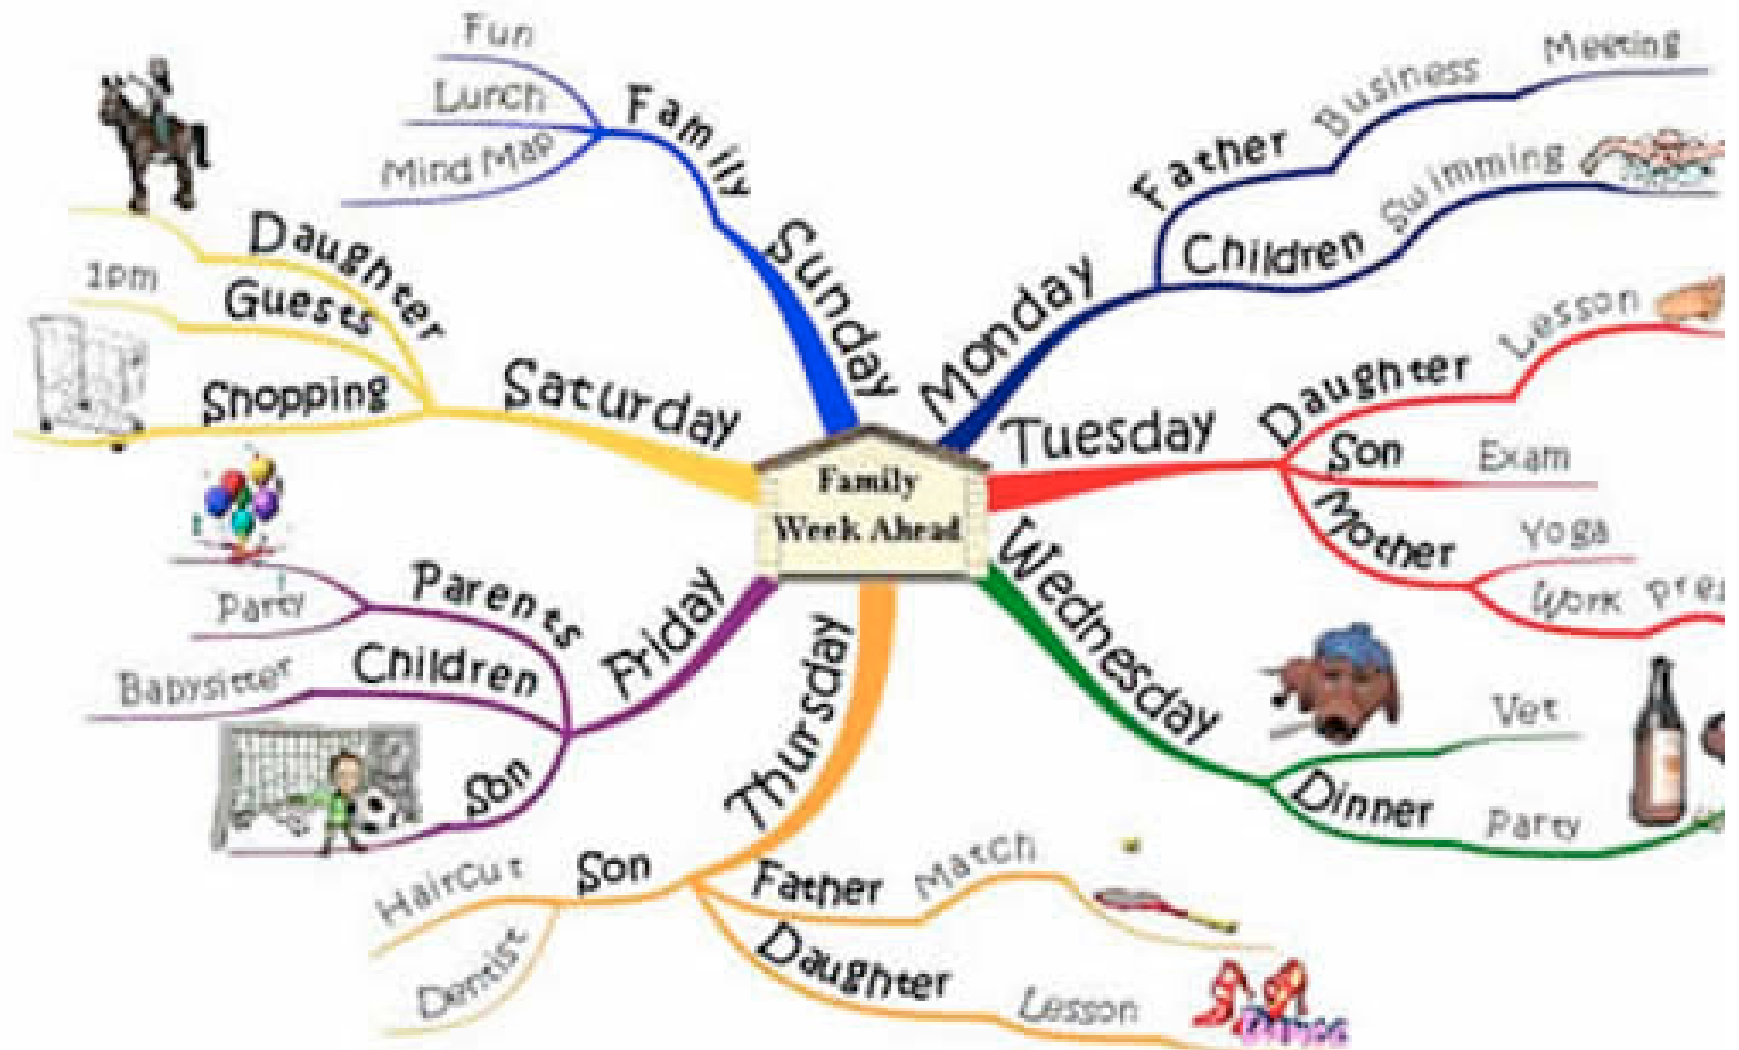 Family
Week Ahead
Monday
Father
Business
Meeting
Children
Swimming
Tuesday
Daughter
Lesson
Son
Exam
Mother
Yoga
Work
Wednesday
Vet
Dinner
Party
Thursday
Father
Match
Daughter
Lesson
Son
Haircut
Dentist
Friday
Parents
Party
Children
Babysitter
Son
Saturday
Daughter
Guests
1pm
Shopping
Sunday
Family
Fun
Lunch
Mind Map